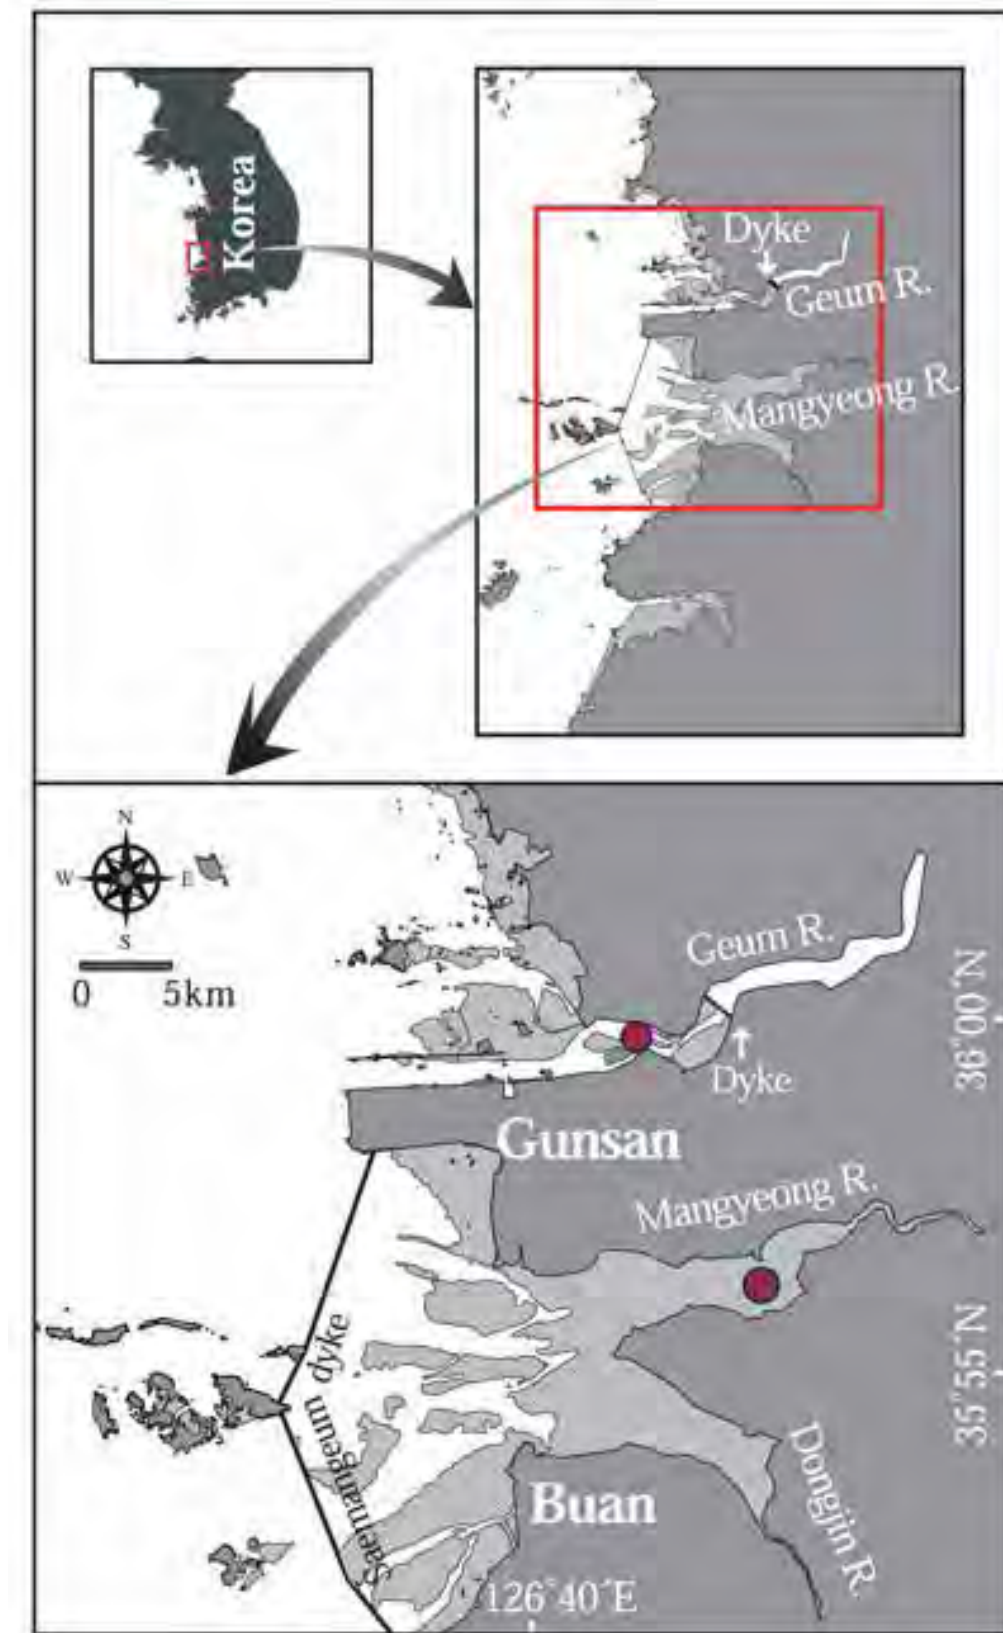 Korea
Dyke
Geum R.
Mangyeong R.
N
W E
S
0 5km
Geum R.
Dyke
36°00´N
Gunsan
Mangyeong R.
35°55´N
Saemangeum dyke
Dongjin R.
Buan
126°40´E